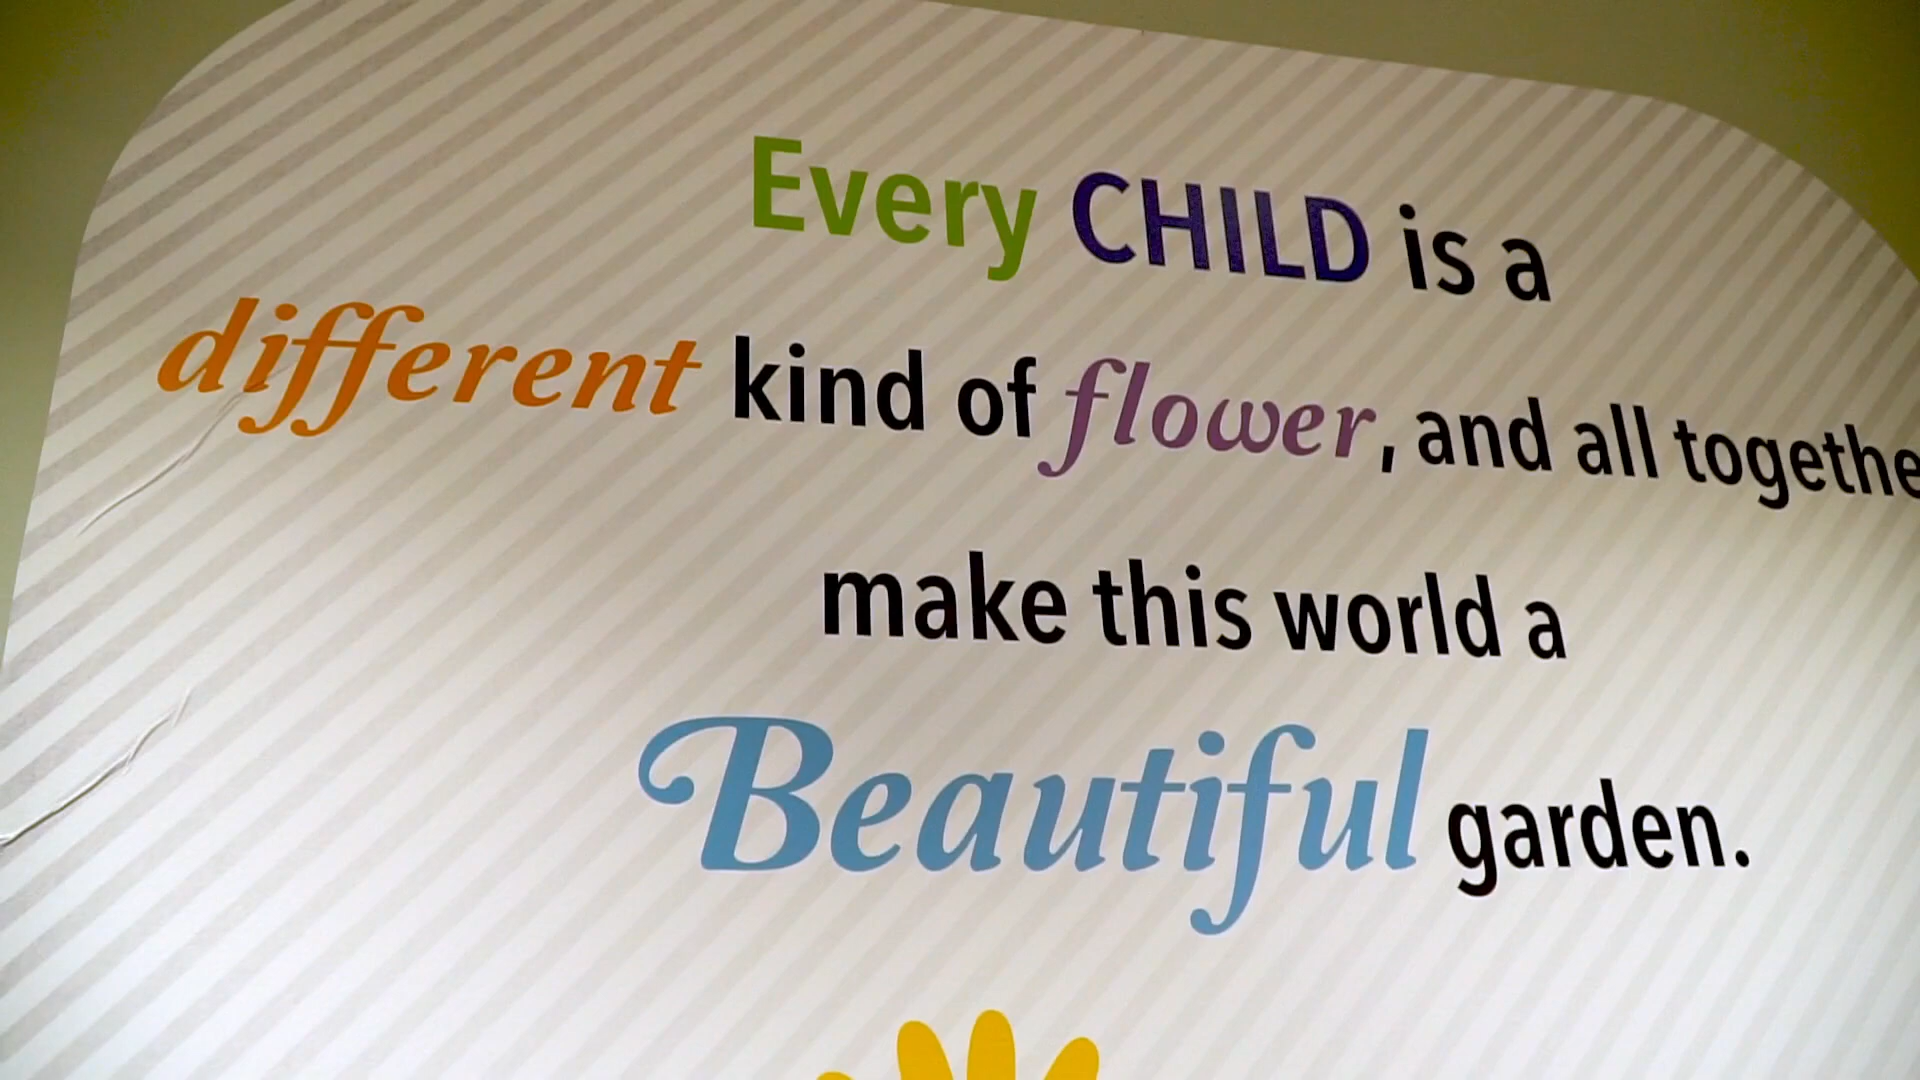 Every CHILD is a
different kind of flower, and all togethe
make this world a
Beautiful garden.